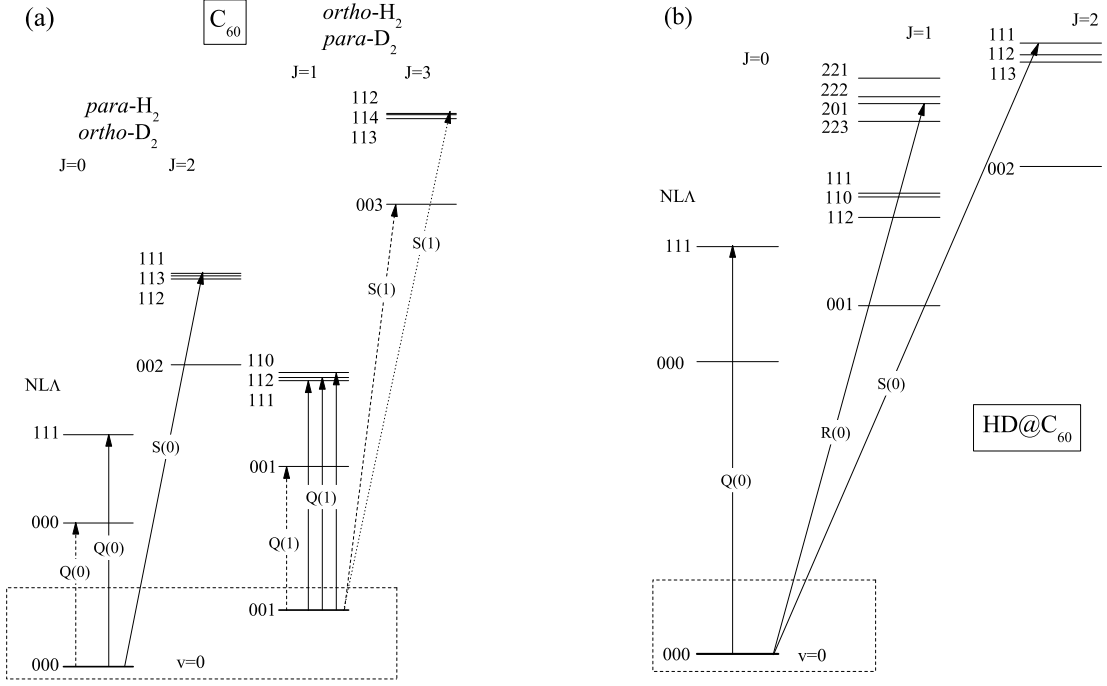 (a)
C60
ortho-H2
para-D2
J=1
J=3
para-H2
ortho-D2
J=0
J=2
112
114
113
003
S(1)
S(1)
111
113
112
002
110
112
111
NLΛ
111
S(0)
001
Q(1)
000
Q(0)
Q(1)
Q(0)
001
000
v=0
(b)
J=0
J=1
J=2
111
112
113
221
222
201
223
002
111
110
112
NLΛ
111
001
000
S(0)
R(0)
HD@C60
Q(0)
000
v=0